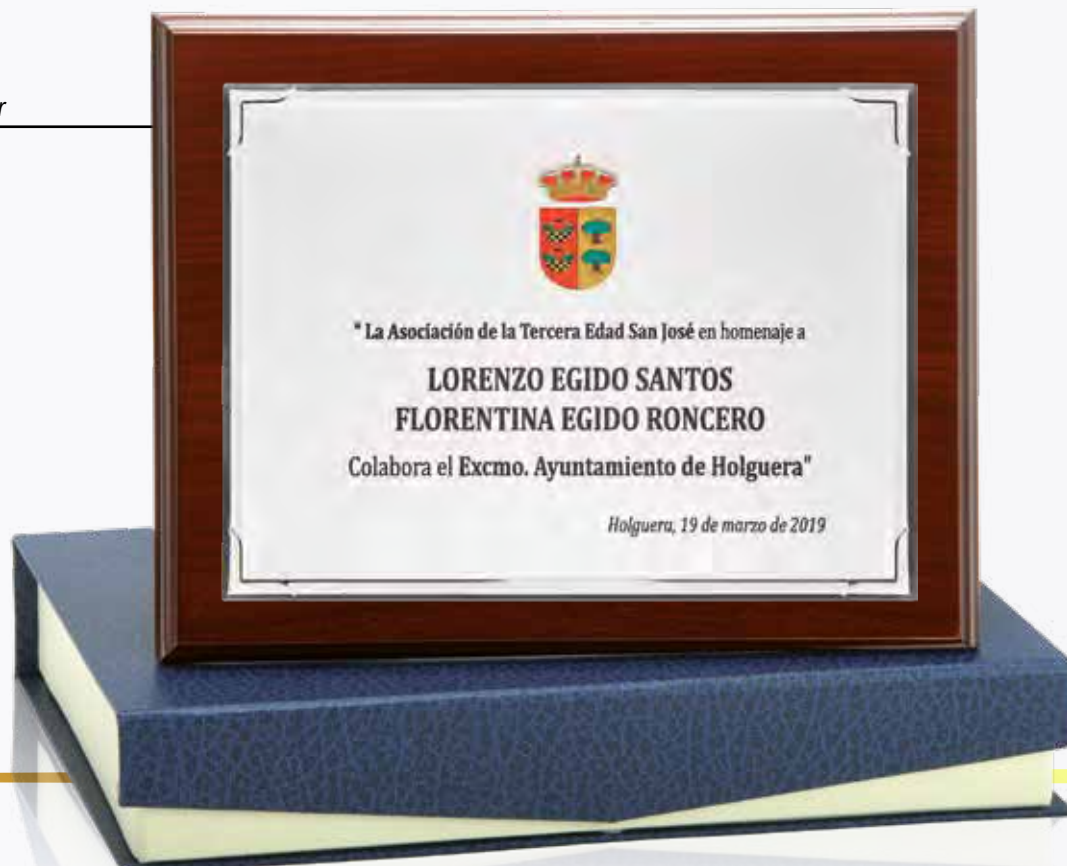 r
" La Asociación de la Tercera Edad San José en homenaje a
LORENZO EGIDO SANTOS
FLORENTINA EGIDO RONCERO
Colabora el Excmo. Ayuntamiento de Holguera"
Holguera, 19 de marzo de 2019